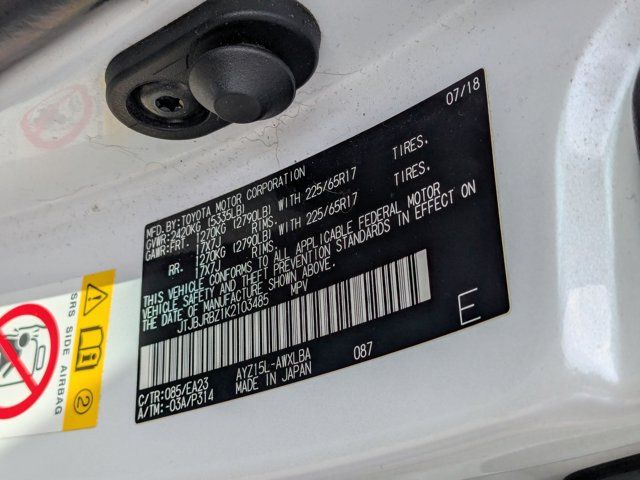 07/18
MFD.BY:TOYOTA MOTOR CORPORATION
GVWR:2420KG (5335LB)
GAWR:FRT. 1270KG (2790LB) WITH 225/65R17 TIRES.
17X7J RIMS.
RR. 1270KG (2790LB) WITH 225/65R17 TIRES.
17X7J RIMS.
THIS VEHICLE CONFORMS TO ALL APPLICABLE FEDERAL MOTOR
VEHICLE SAFETY AND THEFT PREVENTION STANDARDS IN EFFECT ON
THE DATE OF MANUFACTURE SHOWN ABOVE.
JTJBJRBZ1K2103485 MPV
E
C/TR:085/EA23 AYZ15L-AWXLBA 087
A/TM:-03A/P314 MADE IN JAPAN
SRS SIDE AIRBAG
2